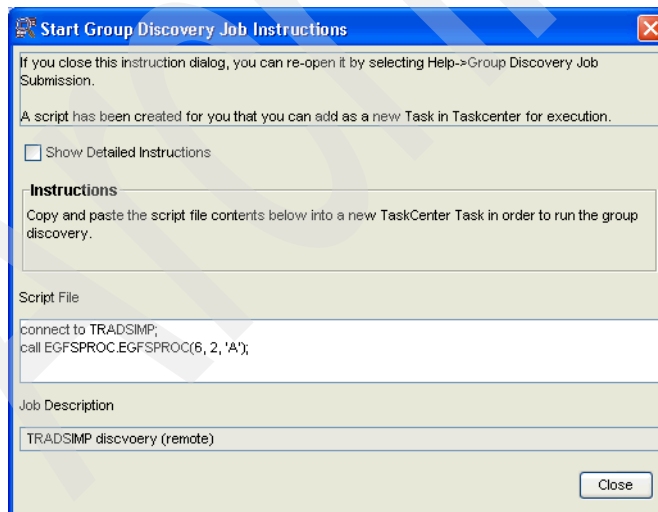 Start Group Discovery Job Instructions
If you close this instruction dialog, you can re-open it by selecting Help->Group Discovery Job
Submission.
A script has been created for you that you can add as a new Task in Taskcenter for execution.
Show Detailed Instructions
Instructions
Copy and paste the script file contents below into a new TaskCenter Task in order to run the group
discovery.
Script File
connect to TRADSIMP;
call EGFSPROC.EGFSPROC(6, 2, 'A');
Job Description
TRADSIMP discvoery (remote)
Close